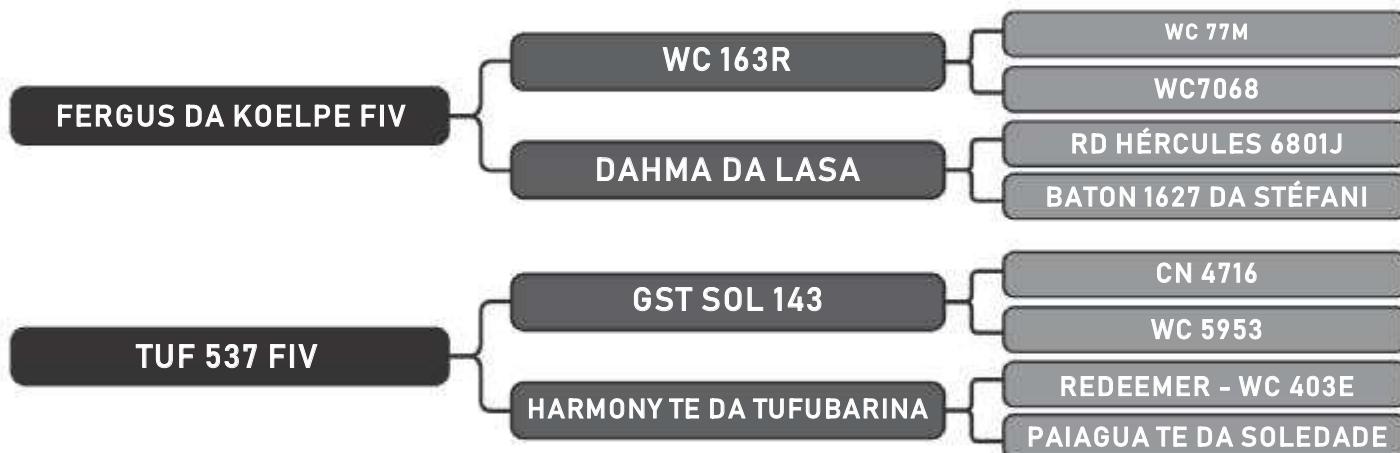 FERGUS DA KOELPE FIV
WC 163R
WC 77M
WC7068
DAHMA DA LASA
RD HÉRCULES 6801J
BATON 1627 DA STÉFANI
TUF 537 FIV
GST SOL 143
CN 4716
WC 5953
HARMONY TE DA TUFUBARINA
REDEEMER - WC 403E
PAIAGUA TE DA SOLEDADE